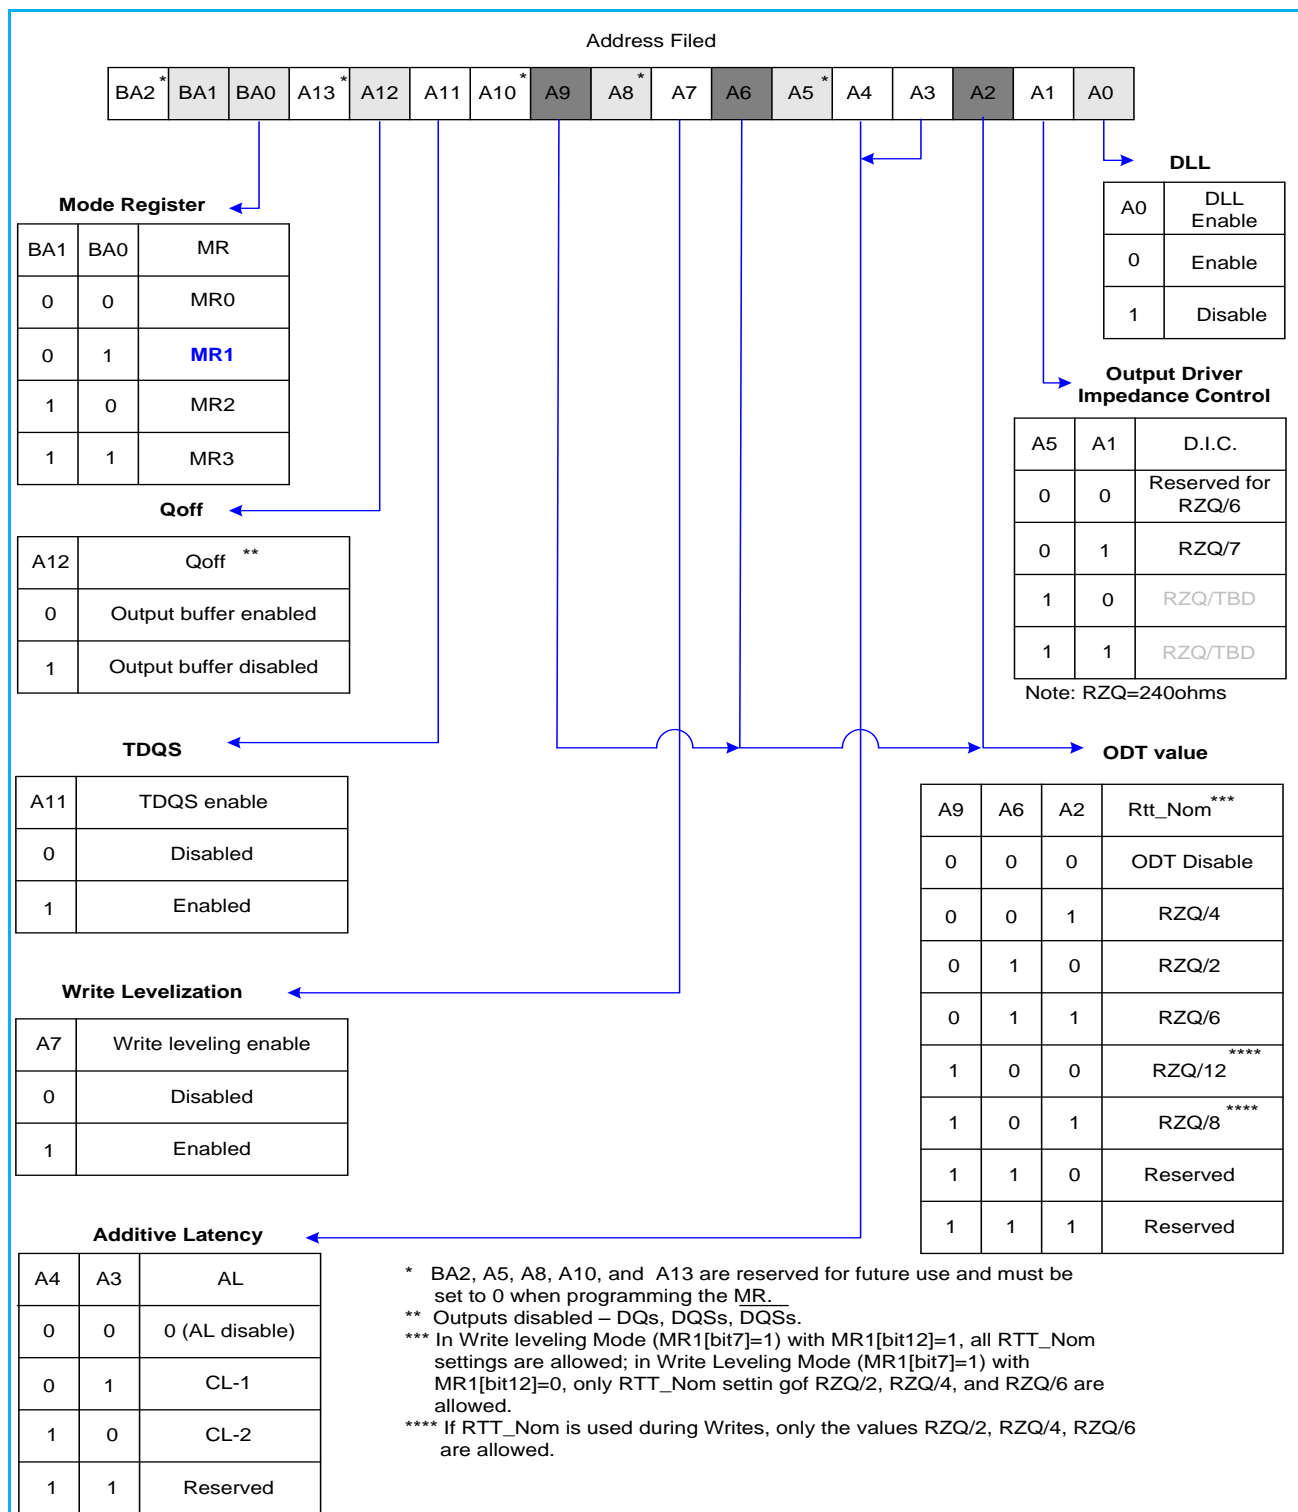 Address Filed
BA2* BA1 BA0 A13* A12 A11 A10* A9 A8* A7 A6 A5* A4 A3 A2 A1 A0
Mode Register
BA1 BA0 MR
0 0 MR0
0 1 MR1
1 0 MR2
1 1 MR3
Qoff
A12 Qoff **
0 Output buffer enabled
1 Output buffer disabled
TDQS
A11 TDQS enable
0 Disabled
1 Enabled
Write Levelization
A7 Write leveling enable
0 Disabled
1 Enabled
Additive Latency
A4 A3 AL
0 0 0 (AL disable)
0 1 CL-1
1 0 CL-2
1 1 Reserved
DLL
A0 DLL
Enable
0 Enable
1 Disable
Output Driver
Impedance Control
A5 A1 D.I.C.
0 0 Reserved for
RZQ/6
0 1 RZQ/7
1 0 RZQ/TBD
1 1 RZQ/TBD
Note: RZQ=240ohms
ODT value
A9 A6 A2 Rtt_Nom***
0 0 0 ODT Disable
0 0 1 RZQ/4
0 1 0 RZQ/2
0 1 1 RZQ/6
1 0 0 RZQ/12****
1 0 1 RZQ/8****
1 1 0 Reserved
1 1 1 Reserved
* BA2, A5, A8, A10, and A13 are reserved for future use and must be
set to 0 when programming the MR.
** Outputs disabled – DQs, DQSs, DQSs.
*** In Write leveling Mode (MR1[bit7]=1) with MR1[bit12]=1, all RTT_Nom
settings are allowed; in Write Leveling Mode (MR1[bit7]=1) with
MR1[bit12]=0, only RTT_Nom settin gof RZQ/2, RZQ/4, and RZQ/6 are
allowed.
**** If RTT_Nom is used during Writes, only the values RZQ/2, RZQ/4, RZQ/6
are allowed.